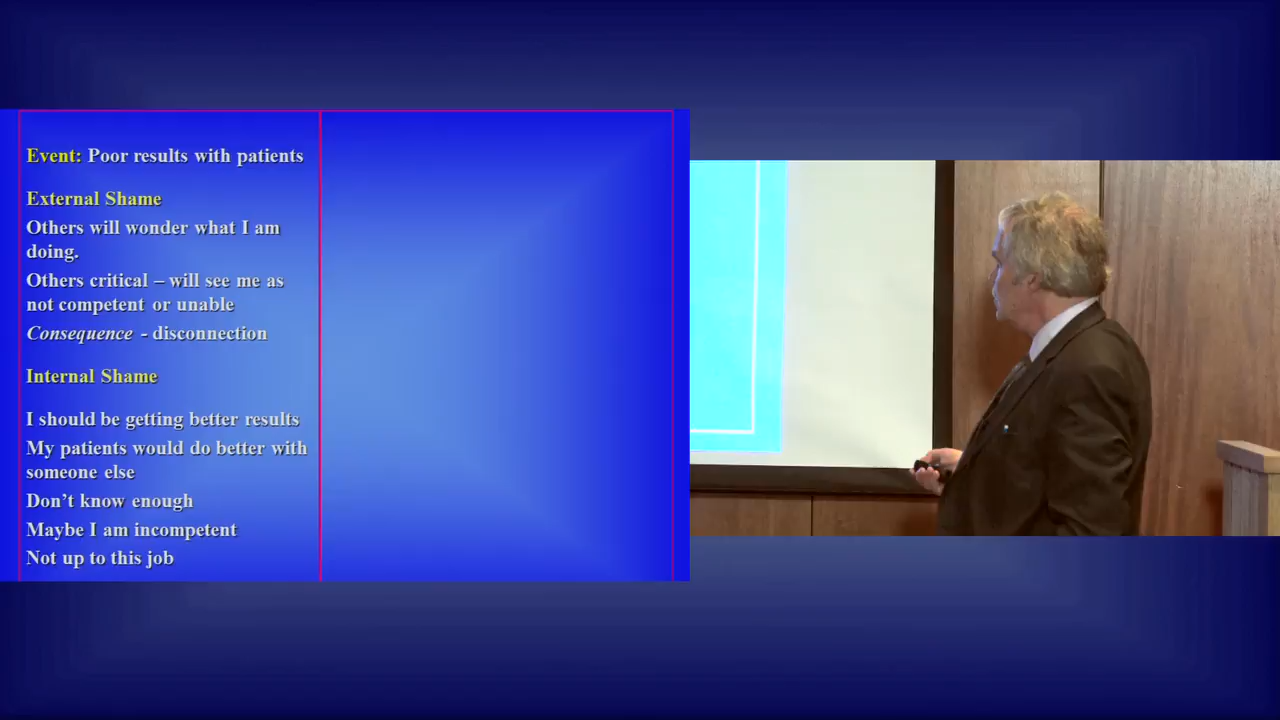 Event: Poor results with patients
External Shame
Others will wonder what I am
doing.
Others critical – will see me as
not competent or unable
Consequence - disconnection
Internal Shame
I should be getting better results
My patients would do better with
someone else
Don’t know enough
Maybe I am incompetent
Not up to this job